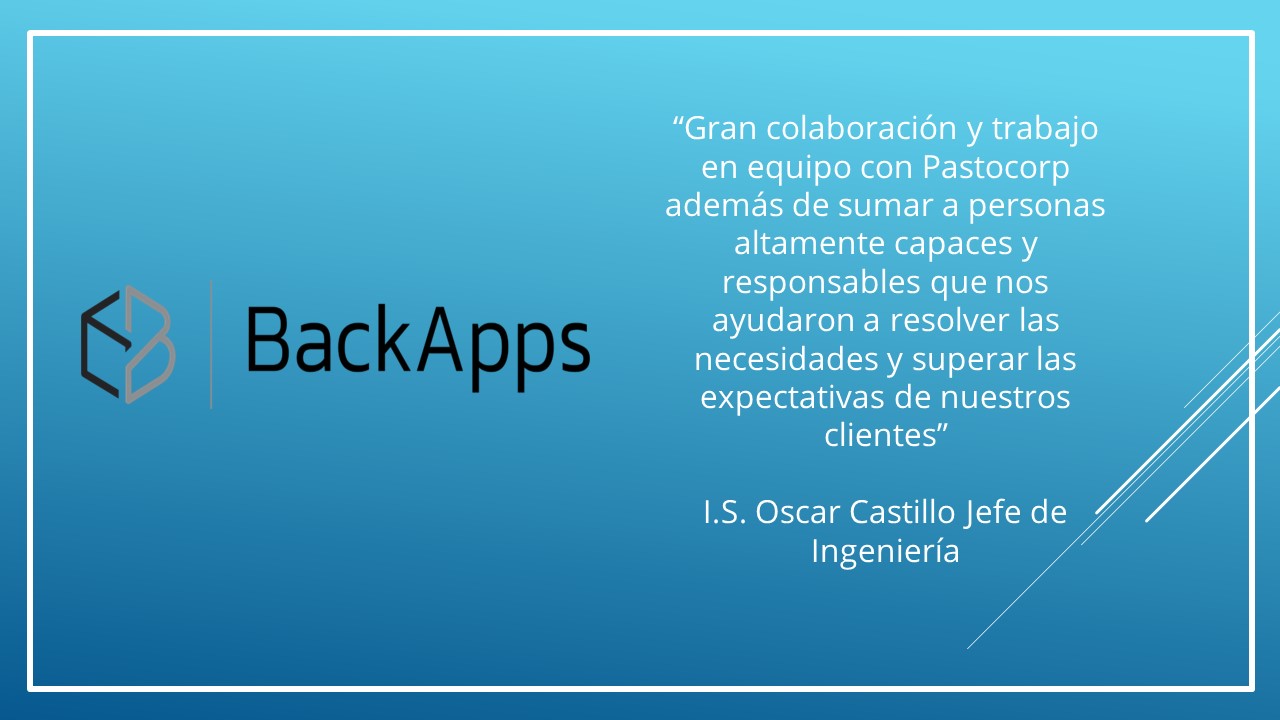 BackApps
“Gran colaboración y trabajo
en equipo con Pastocorp
además de sumar a personas
altamente capaces y
responsables que nos
ayudaron a resolver las
necesidades y superar las
expectativas de nuestros
clientes”
I.S. Oscar Castillo Jefe de
Ingeniería